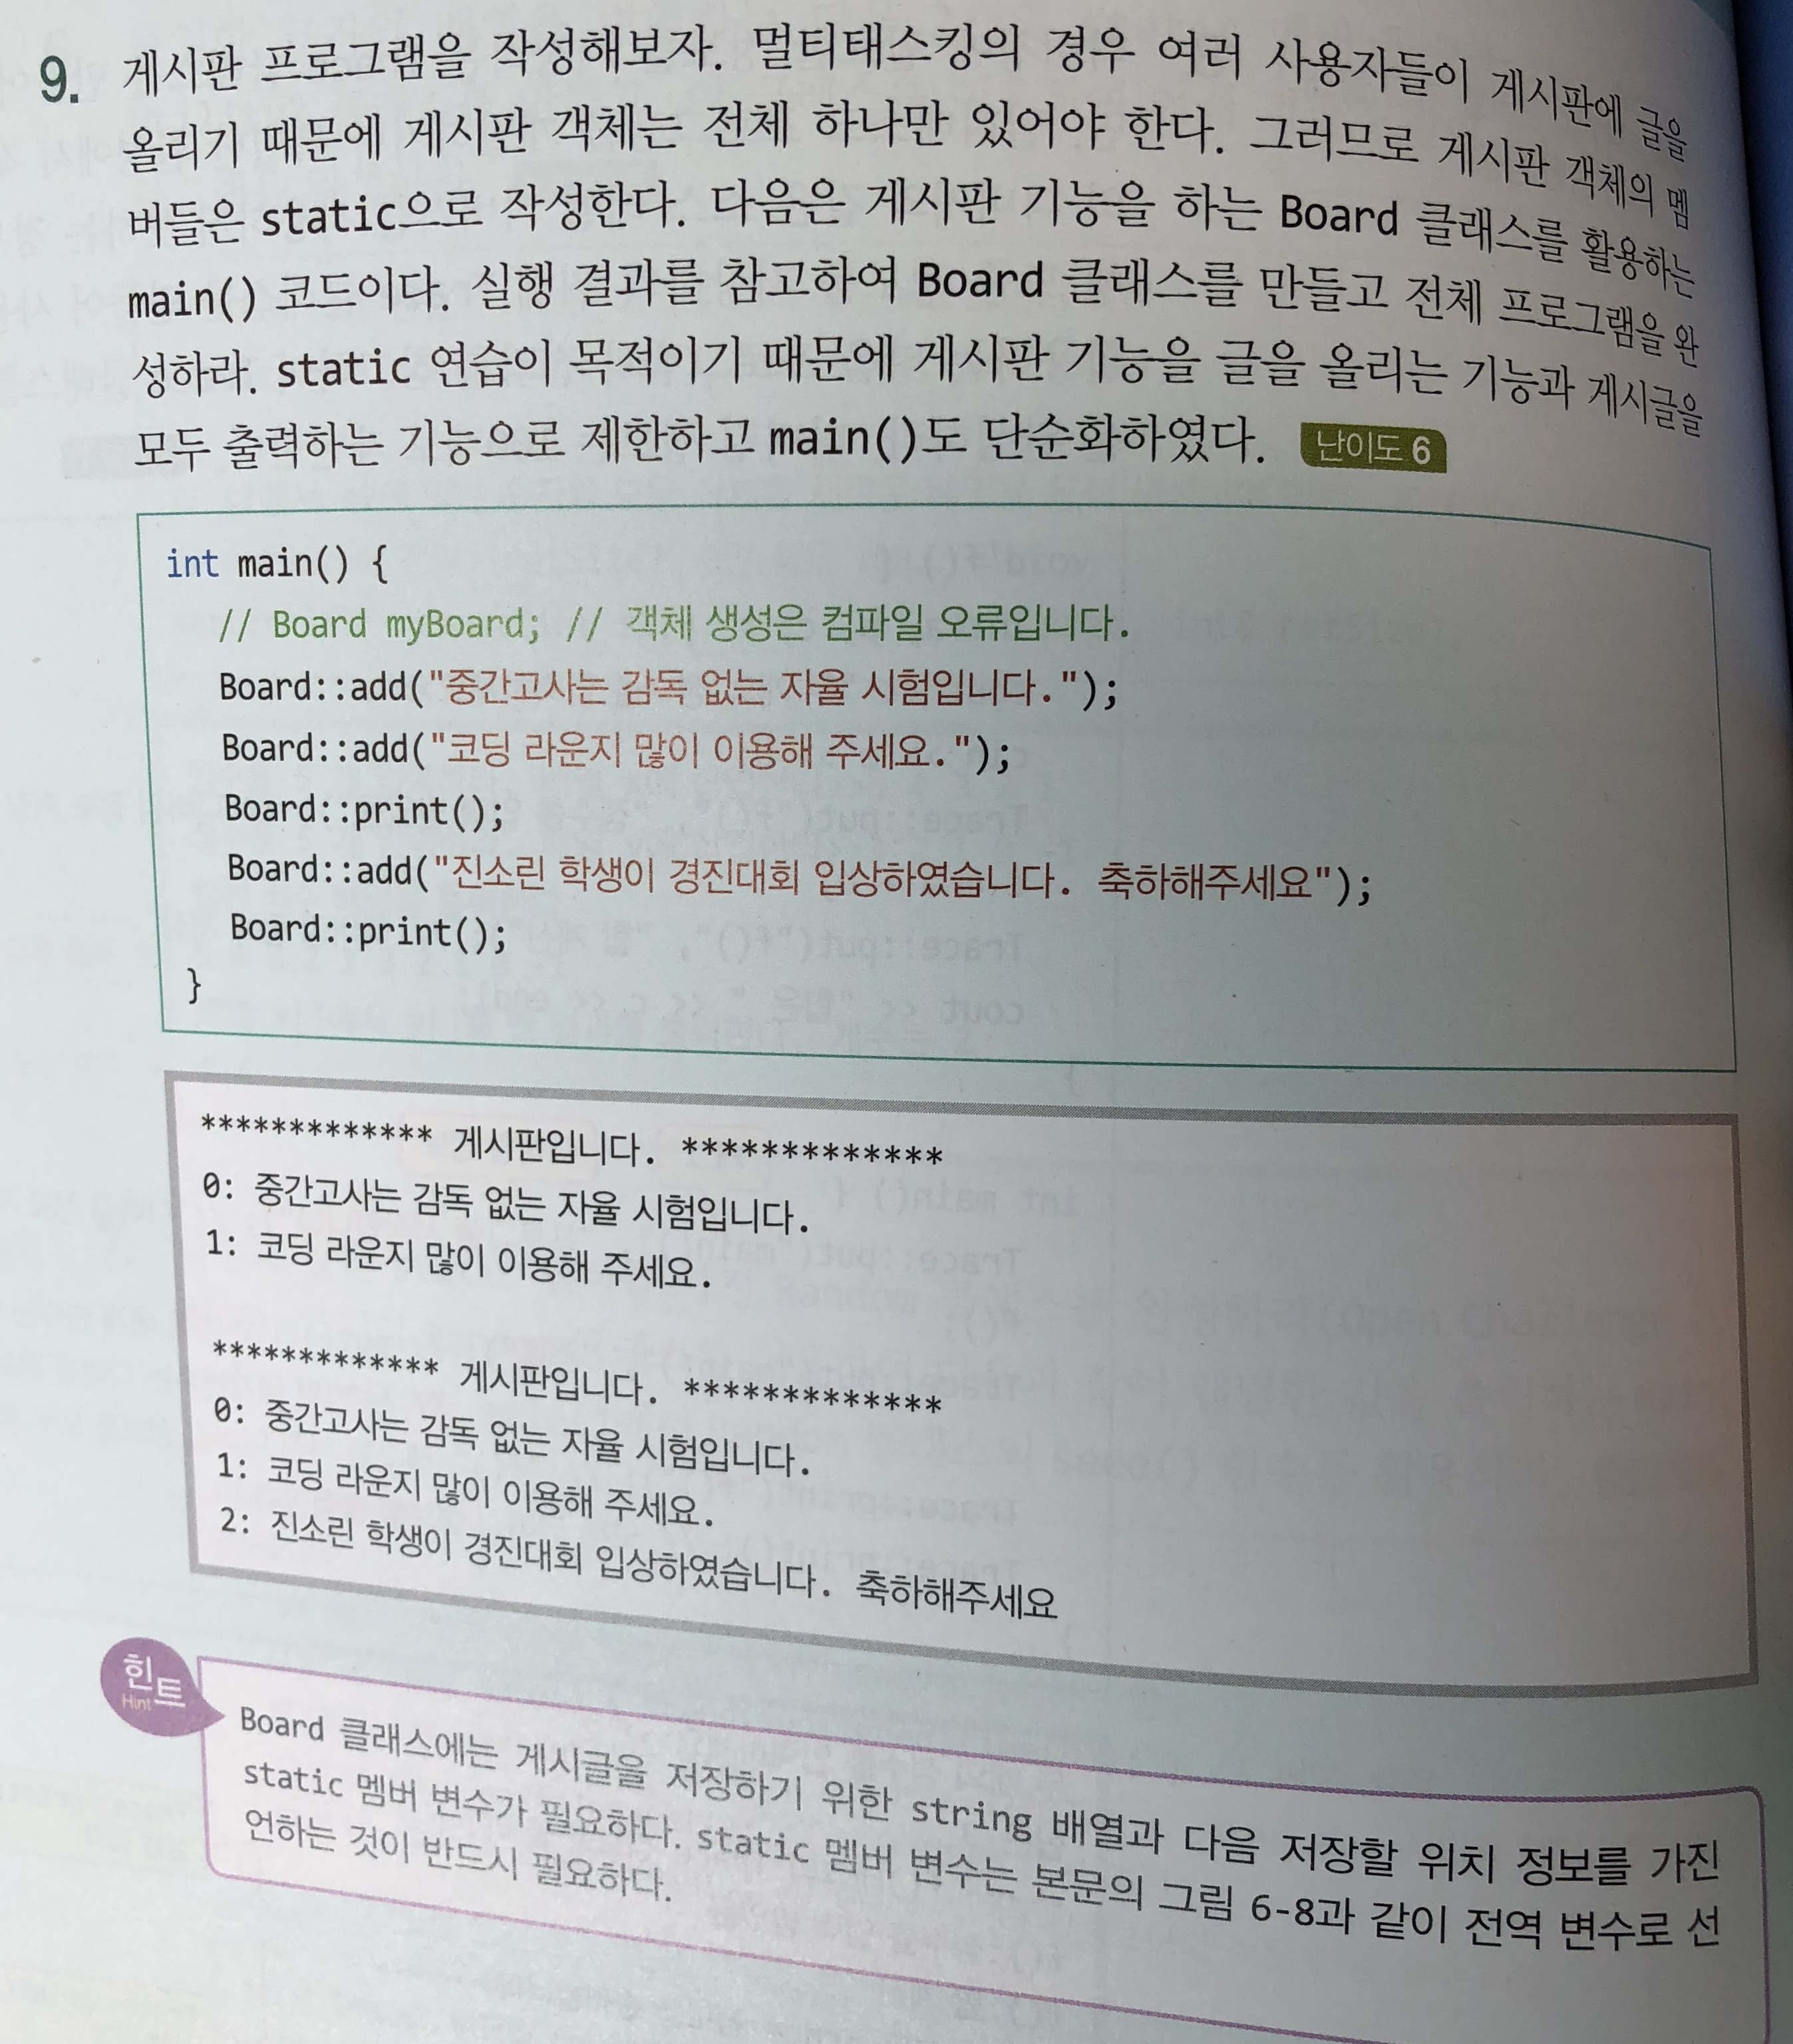 9. 게시판 프로그램을 작성해보자. 멀티태스킹의 경우 여러 사용자들이 게시판에 글을
올리기 때문에 게시판 객체는 전체 하나만 있어야 한다. 그러므로 게시판 객체의 멤
버들은 static으로 작성한다. 다음은 게시판 기능을 하는 Board 클래스를 활용하는
main() 코드이다. 실행 결과를 참고하여 Board 클래스를 만들고 전체 프로그램을 완
성하라. static 연습이 목적이기 때문에 게시판 기능을 글을 올리는 기능과 게시글을
모두 출력하는 기능으로 제한하고 main()도 단순화하였다. 난이도 6
int main() {
// Board myBoard; // 객체 생성은 컴파일 오류입니다.
Board::add("중간고사는 감독 없는 자율 시험입니다.");
Board::add("코딩 라운지 많이 이용해 주세요.");
Board::print();
Board::add("진소린 학생이 경진대회 입상하였습니다. 축하해주세요");
Board::print();
}
************* 게시판입니다. *************
0: 중간고사는 감독 없는 자율 시험입니다.
1: 코딩 라운지 많이 이용해 주세요.
************* 게시판입니다. *************
0: 중간고사는 감독 없는 자율 시험입니다.
1: 코딩 라운지 많이 이용해 주세요.
2: 진소린 학생이 경진대회 입상하였습니다. 축하해주세요
힌트
Hint
Board 클래스에는 게시글을 저장하기 위한 string 배열과 다음 저장할 위치 정보를 가진
static 멤버 변수가 필요하다. static 멤버 변수는 본문의 그림 6-8과 같이 전역 변수로 선
언하는 것이 반드시 필요하다.